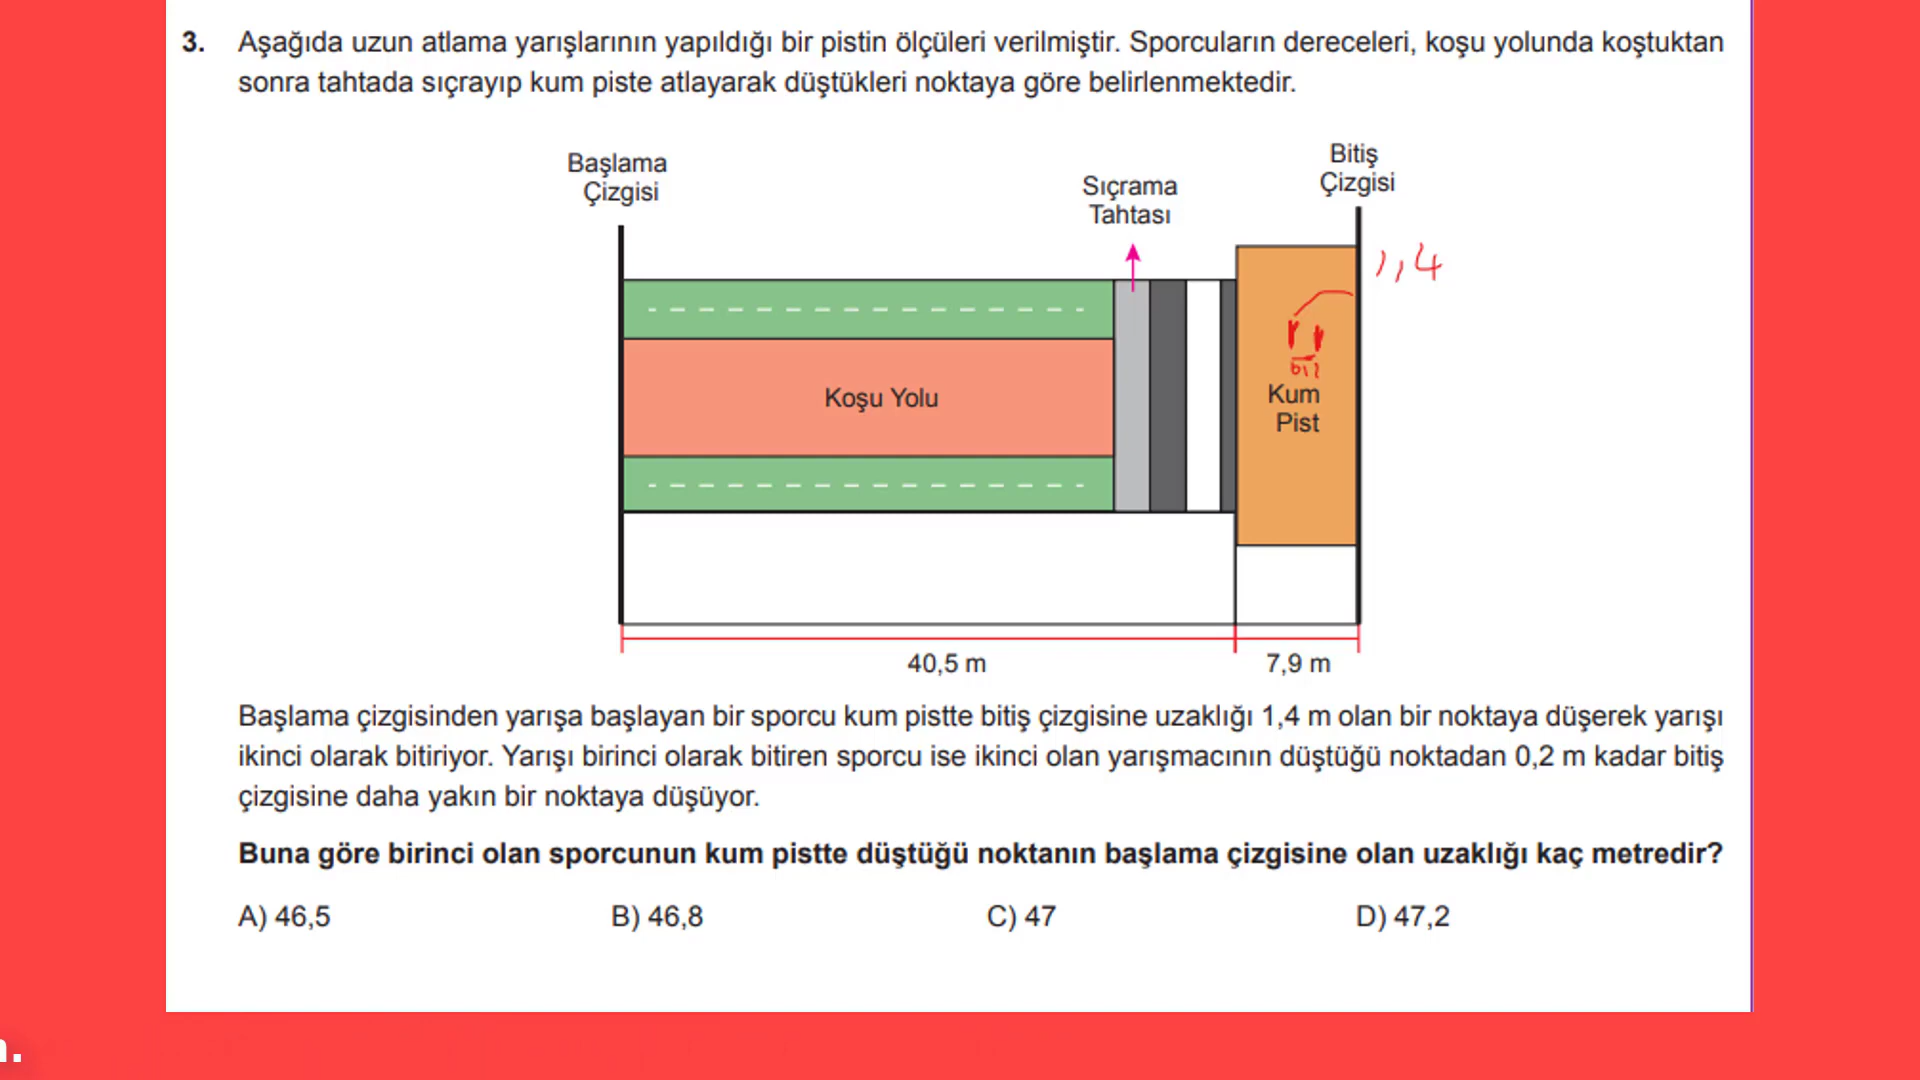 3. Aşağıda uzun atlama yarışlarının yapıldığı bir pistin ölçüleri verilmiştir. Sporcuların dereceleri, koşu yolunda koştuktan
sonra tahtada sıçrayıp kum piste atlayarak düştükleri noktaya göre belirlenmektedir.
Başlama
Çizgisi
Sıçrama
Tahtası
Bitiş
Çizgisi
1,4
Koşu Yolu
Kum
Pist
40,5 m
7,9 m
Başlama çizgisinden yarışa başlayan bir sporcu kum pistte bitiş çizgisine uzaklığı 1,4 m olan bir noktaya düşerek yarışı
ikinci olarak bitiriyor. Yarışı birinci olarak bitiren sporcu ise ikinci olan yarışmacının düştüğü noktadan 0,2 m kadar bitiş
çizgisine daha yakın bir noktaya düşüyor.
Buna göre birinci olan sporcunun kum pistte düştüğü noktanın başlama çizgisine olan uzaklığı kaç metredir?
A) 46,5
B) 46,8
C) 47
D) 47,2